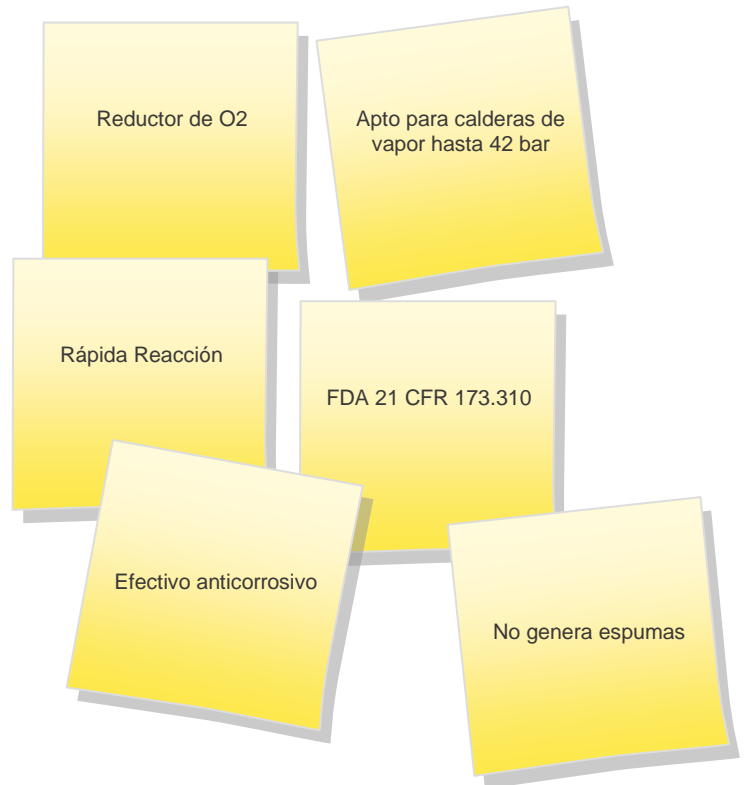 Reductor de O2
Apto para calderas de
vapor hasta 42 bar
Rápida Reacción
FDA 21 CFR 173.310
Efectivo anticorrosivo
No genera espumas